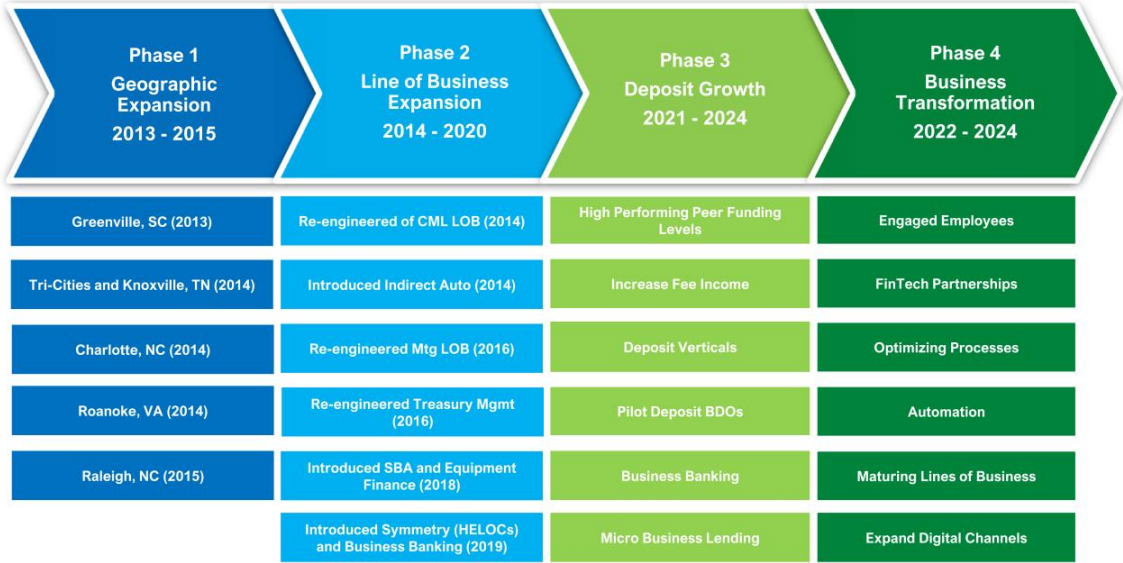 Phase 1
Geographic
Expansion
2013 - 2015
Phase 2
Line of Business
Expansion
2014 - 2020
Phase 3
Deposit Growth
2021 - 2024
Phase 4
Business
Transformation
2022 - 2024
Greenville, SC (2013)
Tri-Cities and Knoxville, TN (2014)
Charlotte, NC (2014)
Roanoke, VA (2014)
Raleigh, NC (2015)
Re-engineered of CML LOB (2014)
Introduced Indirect Auto (2014)
Re-engineered Mtg LOB (2016)
Re-engineered Treasury Mgmt
(2016)
Introduced SBA and Equipment
Finance (2018)
Introduced Symmetry (HELOCs)
and Business Banking (2019)
High Performing Peer Funding
Levels
Increase Fee Income
Deposit Verticals
Pilot Deposit BDOs
Business Banking
Micro Business Lending
Engaged Employees
FinTech Partnerships
Optimizing Processes
Automation
Maturing Lines of Business
Expand Digital Channels